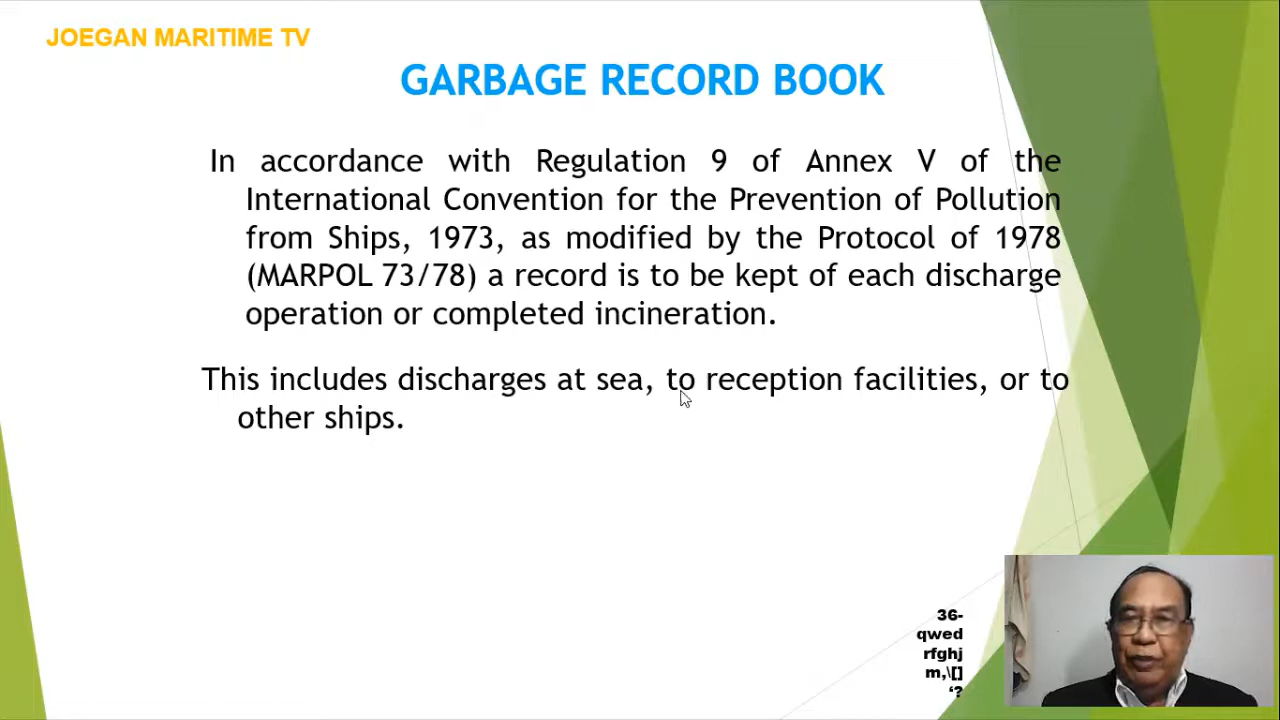 JOEGAN MARITIME TV
GARBAGE RECORD BOOK
In accordance with Regulation 9 of Annex V of the
International Convention for the Prevention of Pollution
from Ships, 1973, as modified by the Protocol of 1978
(MARPOL 73/78) a record is to be kept of each discharge
operation or completed incineration.
This includes discharges at sea, to reception facilities, or to
other ships.
36-
qwed
rfghj
m,\[]
‘?